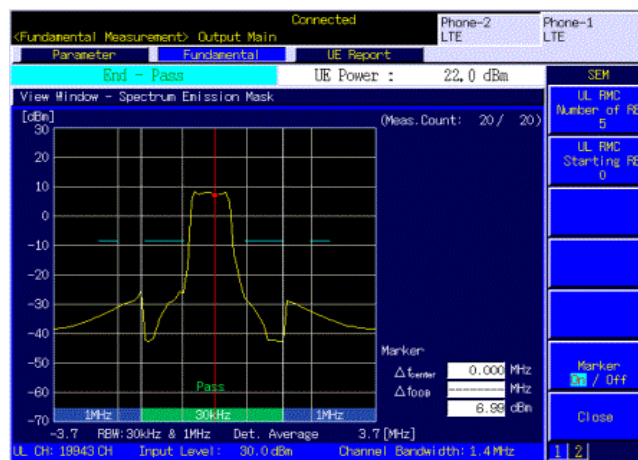 Connected
<Fundamental Measurement> Output Main
Phone-2
LTE
Phone-1
LTE
Parameter
Fundamental
UE Report
End - Pass
UE Power :
22.0 dBm
SEM
View Window - Spectrum Emission Mask
[dBm]
(Meas.Count: 20 / 20)
30
20
10
0
-10
-20
-30
-40
-50
-60
-70
Pass
1MHz
30kHz
1MHz
-3.7 RBW:30kHz & 1MHz Det. Average 3.7 [MHz]
Marker
Δfcenter 0.000 MHz
ΔfOOB -------- MHz
6.99 dBm
UL RMC
Number of RB
5
UL RMC
Starting RB
0
Marker
On / Off
Close
1 2
UL CH: 19943 CH Input Level: 30.0 dBm Channel Bandwidth: 1.4 MHz